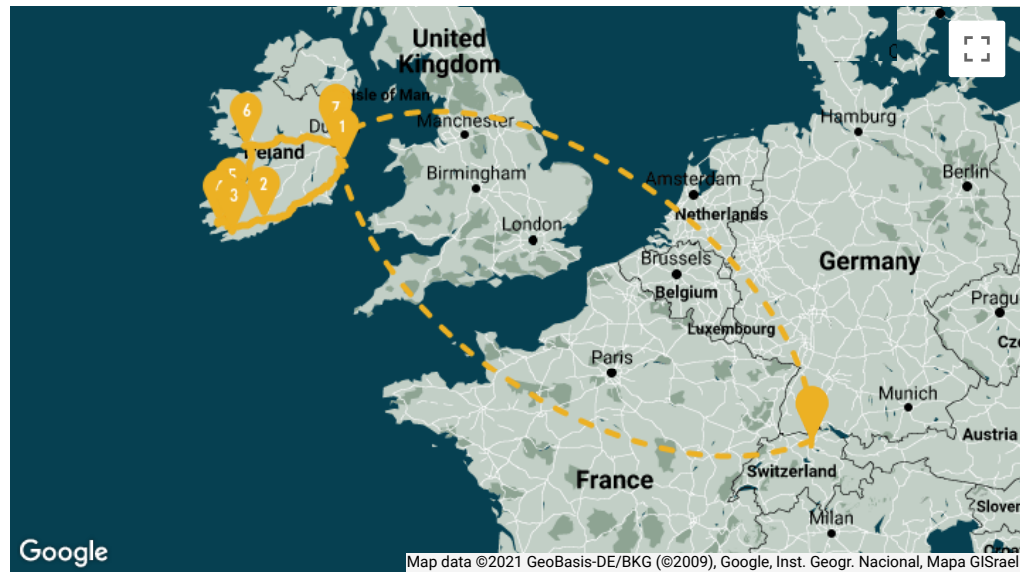 United
Kingdom
Isle of Man
6
7
1
Manchester
Hamburg
Ireland
Berlin
5
2
3
Birmingham
Amsterdam
Netherlands
London
Brussels
Germany
Belgium
Luxembourg
Paris
Munich
Austria
Switzerland
France
Milan
Google
Map data ©2021 GeoBasis-DE/BKG (©2009), Google, Inst. Geogr. Nacional, Mapa GISrael